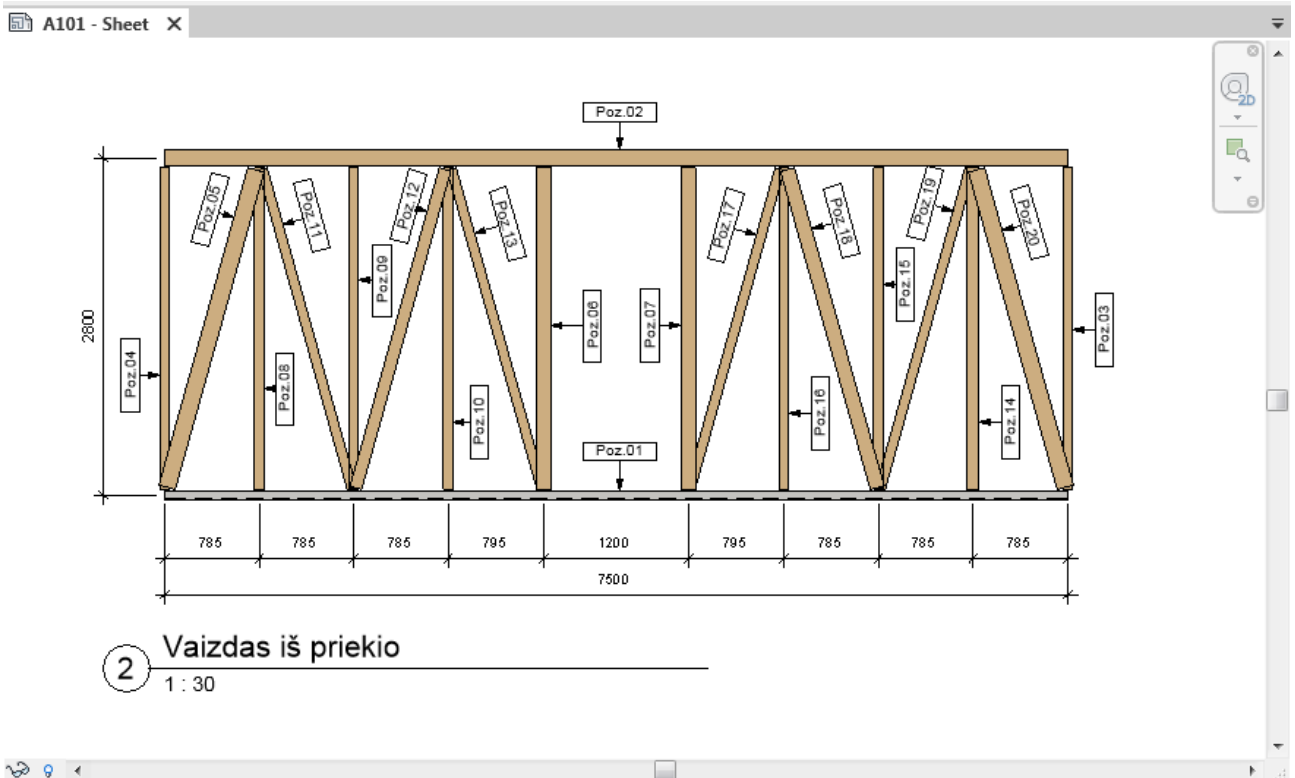 A101 - Sheet
2D
Poz.02
Poz.05
Poz.11
Poz.12
Poz.13
Poz.17
Poz.18
Poz.19
Poz.20
Poz.09
Poz.15
Poz.06
Poz.07
Poz.03
2800
Poz.04
Poz.08
Poz.10
Poz.16
Poz.14
Poz.01
785 785 785 795 1200 795 785 785 785
7500
2 Vaizdas iš priekio
1 : 30